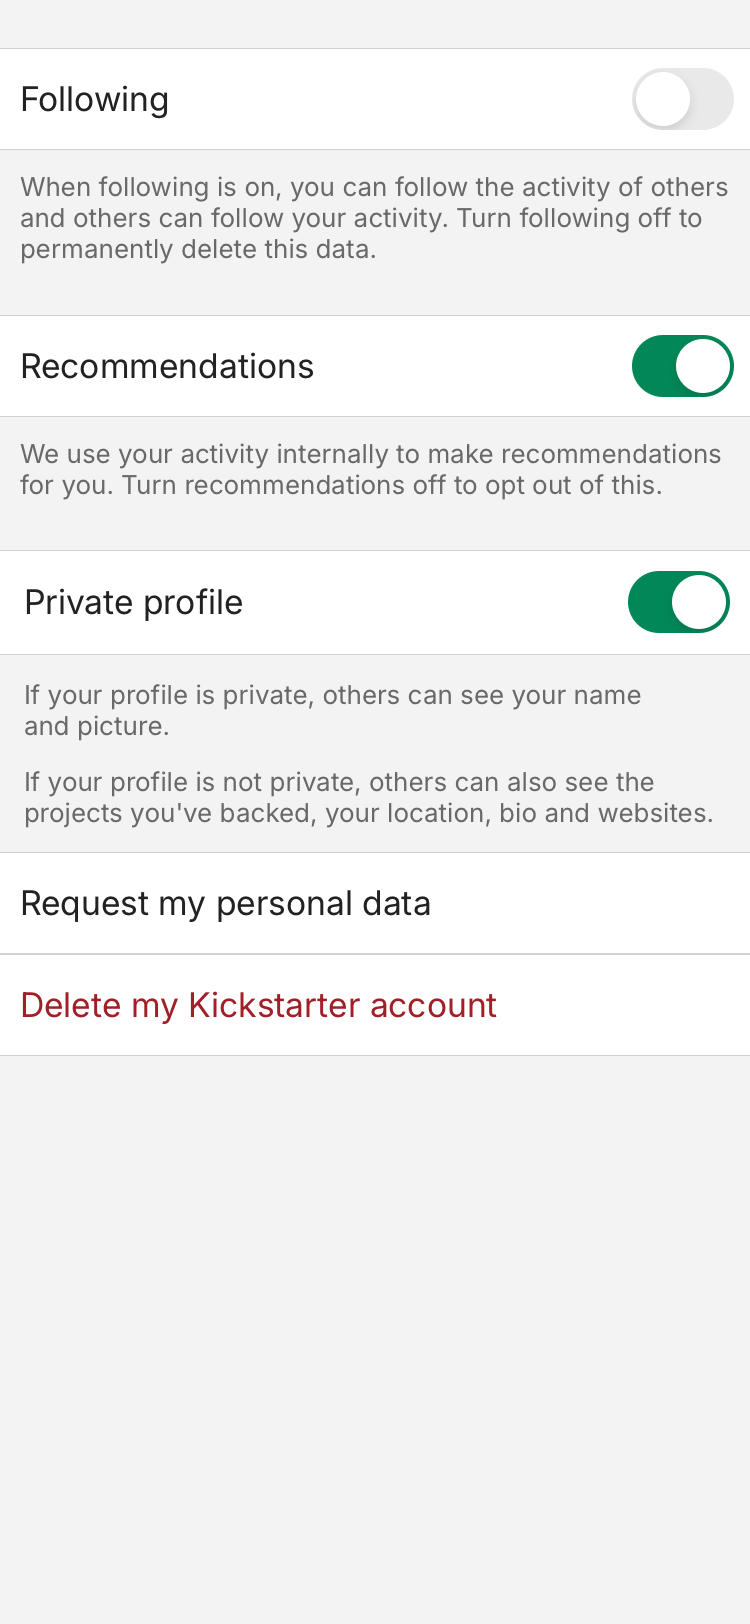 Following
When following is on, you can follow the activity of others
and others can follow your activity. Turn following off to
permanently delete this data.
Recommendations
We use your activity internally to make recommendations
for you. Turn recommendations off to opt out of this.
Private profile
If your profile is private, others can see your name
and picture.
If your profile is not private, others can also see the
projects you've backed, your location, bio and websites.
Request my personal data
Delete my Kickstarter account